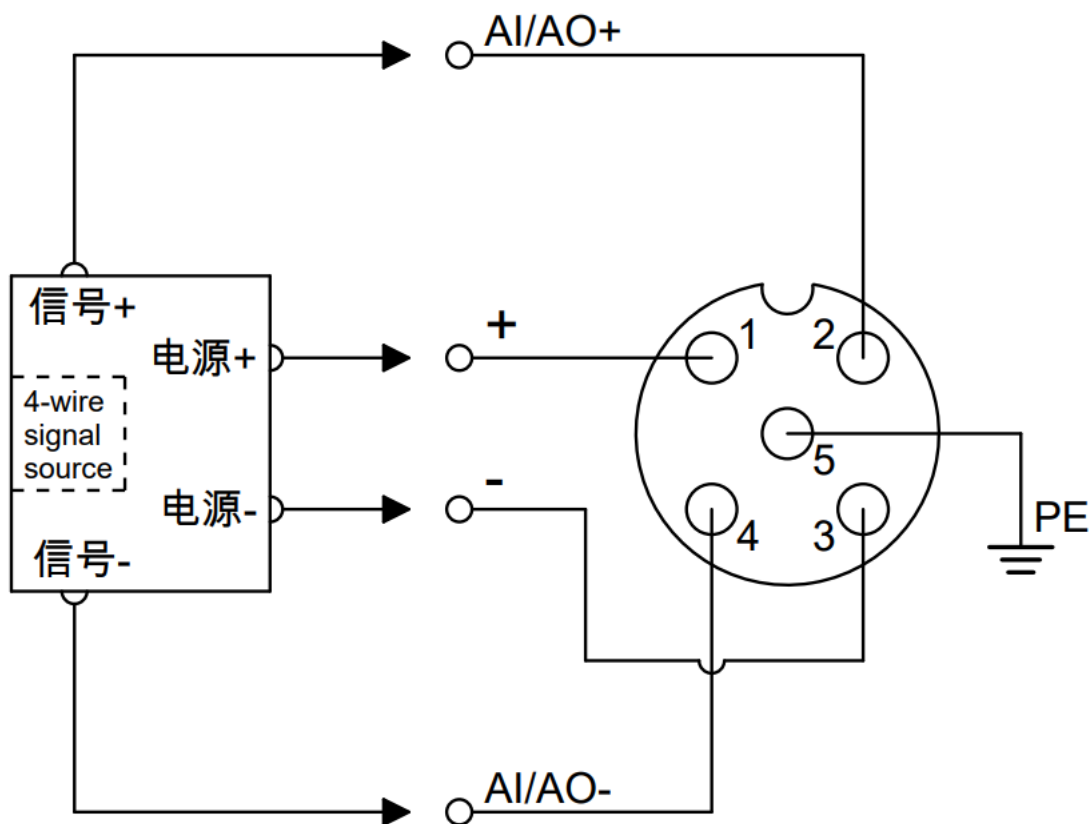 AI/AO+
信号+
电源+
4-wire
signal
source
电源-
信号-
+
-
1
2
5
4
3
PE
AI/AO-